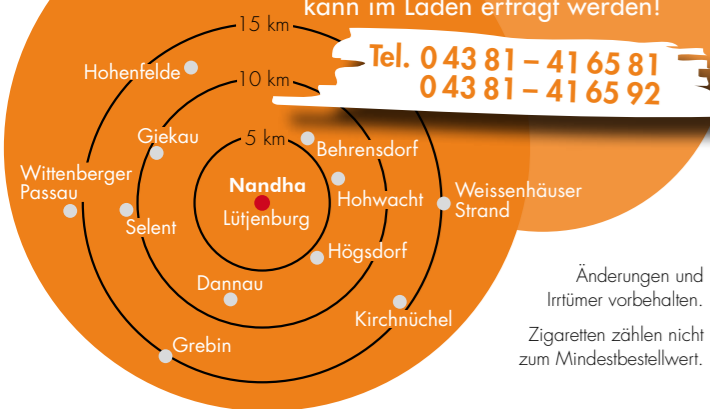 kann im Laden erfragt werden!
15 km
Tel. 0 43 81 – 41 65 81
0 43 81 – 41 65 92
Hohenfelde
10 km
Giekau
5 km
Behrensdorf
Wittenberger
Passau
Nandha
Lütjenburg
Hohwacht
Weissenhäuser
Strand
Selent
Högsdorf
Dannau
Kirchnüchel
Grebin
Änderungen und
Irrtümer vorbehalten.
Zigaretten zählen nicht
zum Mindestbestellwert.